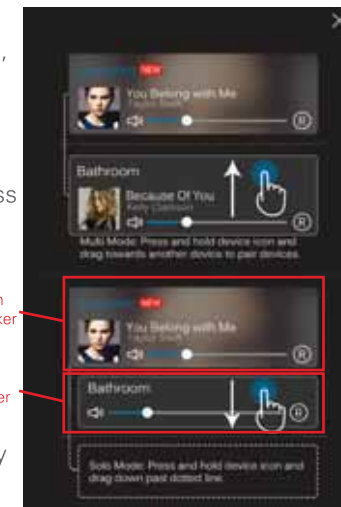 NEW
You Belong with Me
Taylor Swift
R
Bathroom
Because Of You
Kelly Clarkson
R
Multi Mode: Press and hold device icon and
drag towards another device to pair devices.
NEW
You Belong with Me
Taylor Swift
R
Bathroom
R
Solo Mode: Press and hold device icon and
drag down past dotted line.